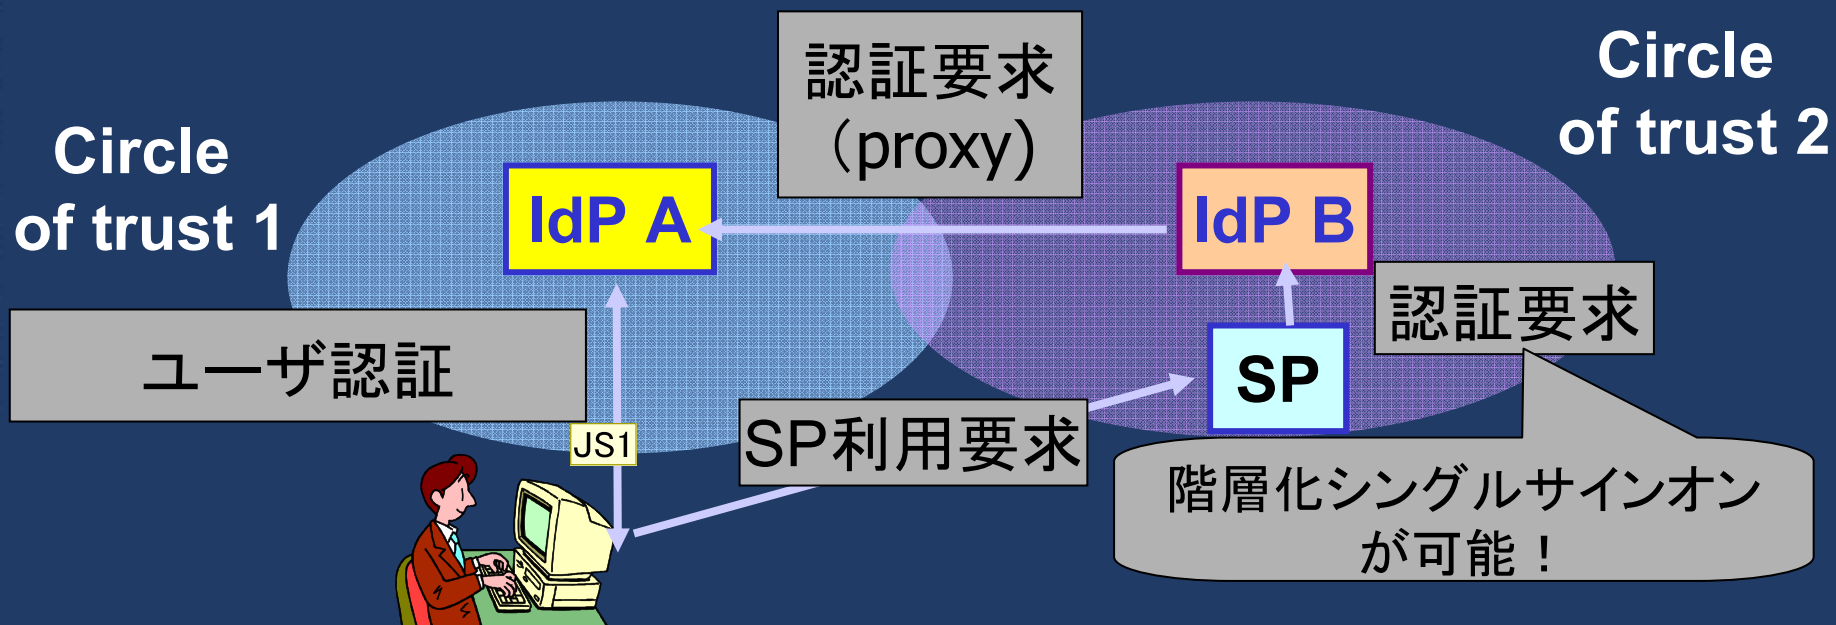 認証要求
（proxy）
Circle
of trust 2
Circle
of trust 1
IdP A
IdP B
認証要求
ユーザ認証
SP
JS1
SP利用要求
階層化シングルサインオン
が可能！